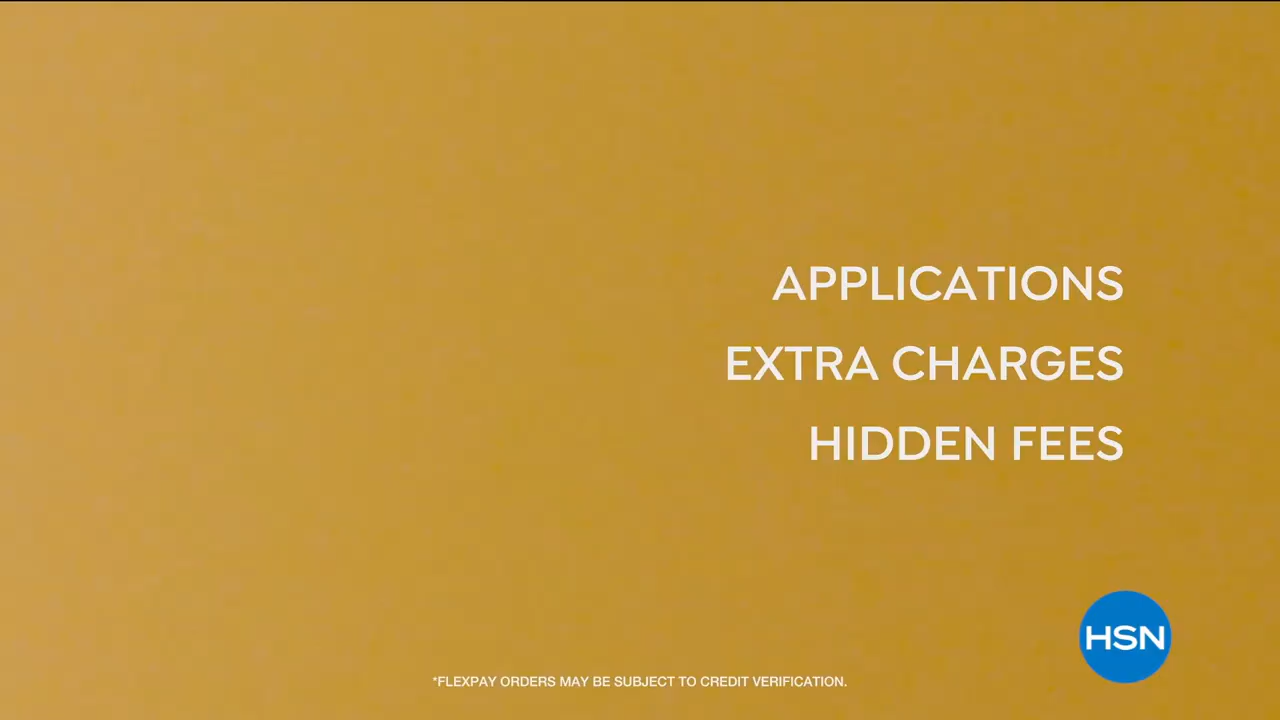 APPLICATIONS
EXTRA CHARGES
HIDDEN FEES
HSN
*FLEXPAY ORDERS MAY BE SUBJECT TO CREDIT VERIFICATION.